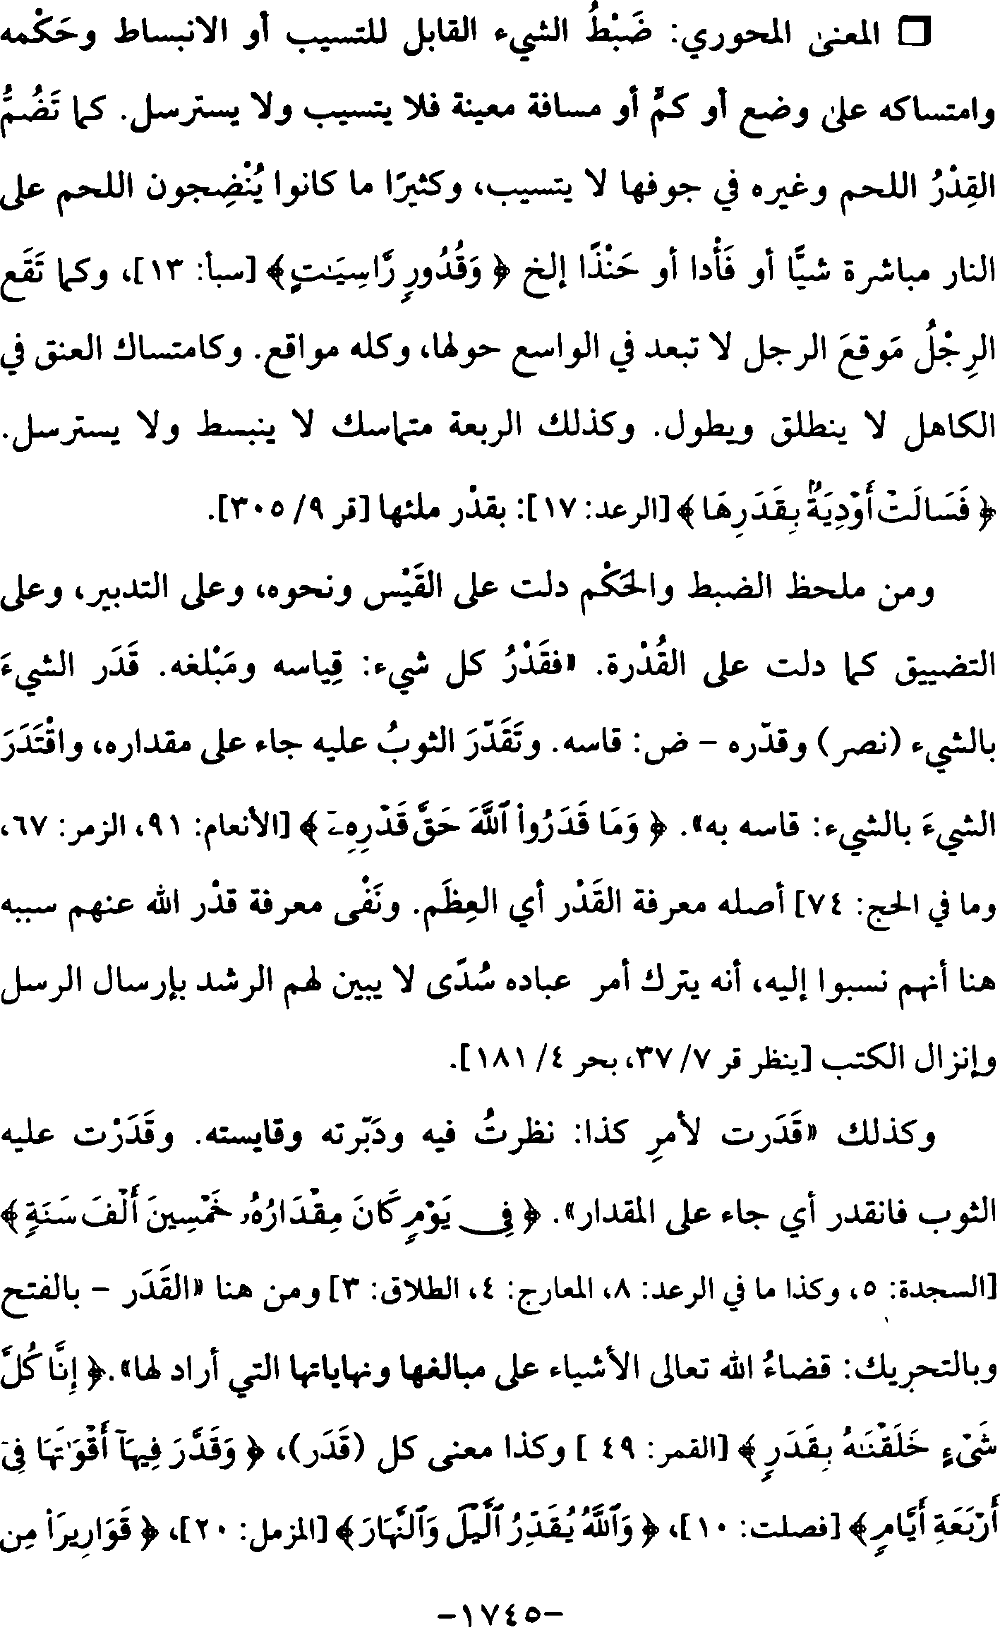 □ المعنى المحوري: ضَبْطُ الشيء القابل للتسيب أو الانبساط وحَكْمه
وامتساكه على وضع أو كمٍّ أو مسافة معينة فلا يتسيب ولا يسترسل. كما تَضُمُّ
القِدْرُ اللحم وغيره في جوفها لا يتسيب، وكثيرًا ما كانوا يُنْضِجون اللحم على
النار مباشرة شيًّا أو فَأْدا أو حَنْذًا إلخ ﴿ وَقُدُورٍ رَّاسِيَٰتٍ﴾ [سبأ: ١٣]، وكما تَقَع
الرِجْلُ مَوقعَ الرجل لا تبعد في الواسع حولها، وكله مواقع. وكامتساك العنق في
الكاهل لا ينطلق ويطول. وكذلك الربعة متماسك لا ينبسط ولا يسترسل.
﴿ فَسَالَتْ أَوْدِيَةٌۢ بِقَدَرِهَا ﴾ [الرعد: ١٧]: بقدْر ملئها [قر ٩/ ٣٠٥].
ومن ملحظ الضبط والحَكْم دلت على القَيْس ونحوه، وعلى التدبير، وعلى
التضييق كما دلت على القُدْرة. «فقَدْرُ كل شيء: قِياسه ومَبْلغه. قَدَر الشيءَ
بالشيء (نصر) وقدّره – ض: قاسه. وتَقَدّرَ الثوبُ عليه جاء على مقداره، واقْتَدَرَ
الشيءَ بالشيء: قاسه به». ﴿ وَمَا قَدَرُواْ ٱللَّهَ حَقَّ قَدْرِهِۦٓ ﴾ [الأنعام: ٩١، الزمر: ٦٧،
وما في الحج: ٧٤] أصله معرفة القَدْر أي العِظَم. ونَفْى معرفة قدْر الله عنهم سببه
هنا أنهم نسبوا إليه، أنه يترك أمر عباده سُدًى لا يبين لهم الرشد بإرسال الرسل
وإنزال الكتب [ينظر قر ٧/ ٣٧، بحر ٤/ ١٨١].
وكذلك «قَدَرت لأمرِ كذا: نظرتُ فيه ودَبّرته وقايسته. وقَدَرْت عليه
الثوب فانقدر أي جاء على المقدار». ﴿ فِى يَوْمٍ كَانَ مِقْدَارُهُۥ خَمْسِينَ أَلْفَ سَنَةٍ ﴾
[السجدة: ٥، وكذا ما في الرعد: ٨، المعارج: ٤، الطلاق: ٣] ومن هنا «القَدَر – بالفتح
وبالتحريك: قضاءُ الله تعالى الأشياء على مبالغها ونهاياتها التي أراد لها». ﴿ إِنَّا كُلَّ
شَىْءٍ خَلَقْنَٰهُ بِقَدَرٍ ﴾ [القمر: ٤٩ ] وكذا معنى كل (قَدَر)، ﴿ وَقَدَّرَ فِيهَآ أَقْوَٰتَهَا فِىٓ
أَرْبَعَةِ أَيَّامٍ﴾ [فصلت: ١٠]، ﴿ وَٱللَّهُ يُقَدِّرُ ٱلَّيْلَ وَٱلنَّهَارَ﴾ [المزمل: ٢٠]، ﴿ قَوَارِيرَاْ مِن
–١٧٤٥–